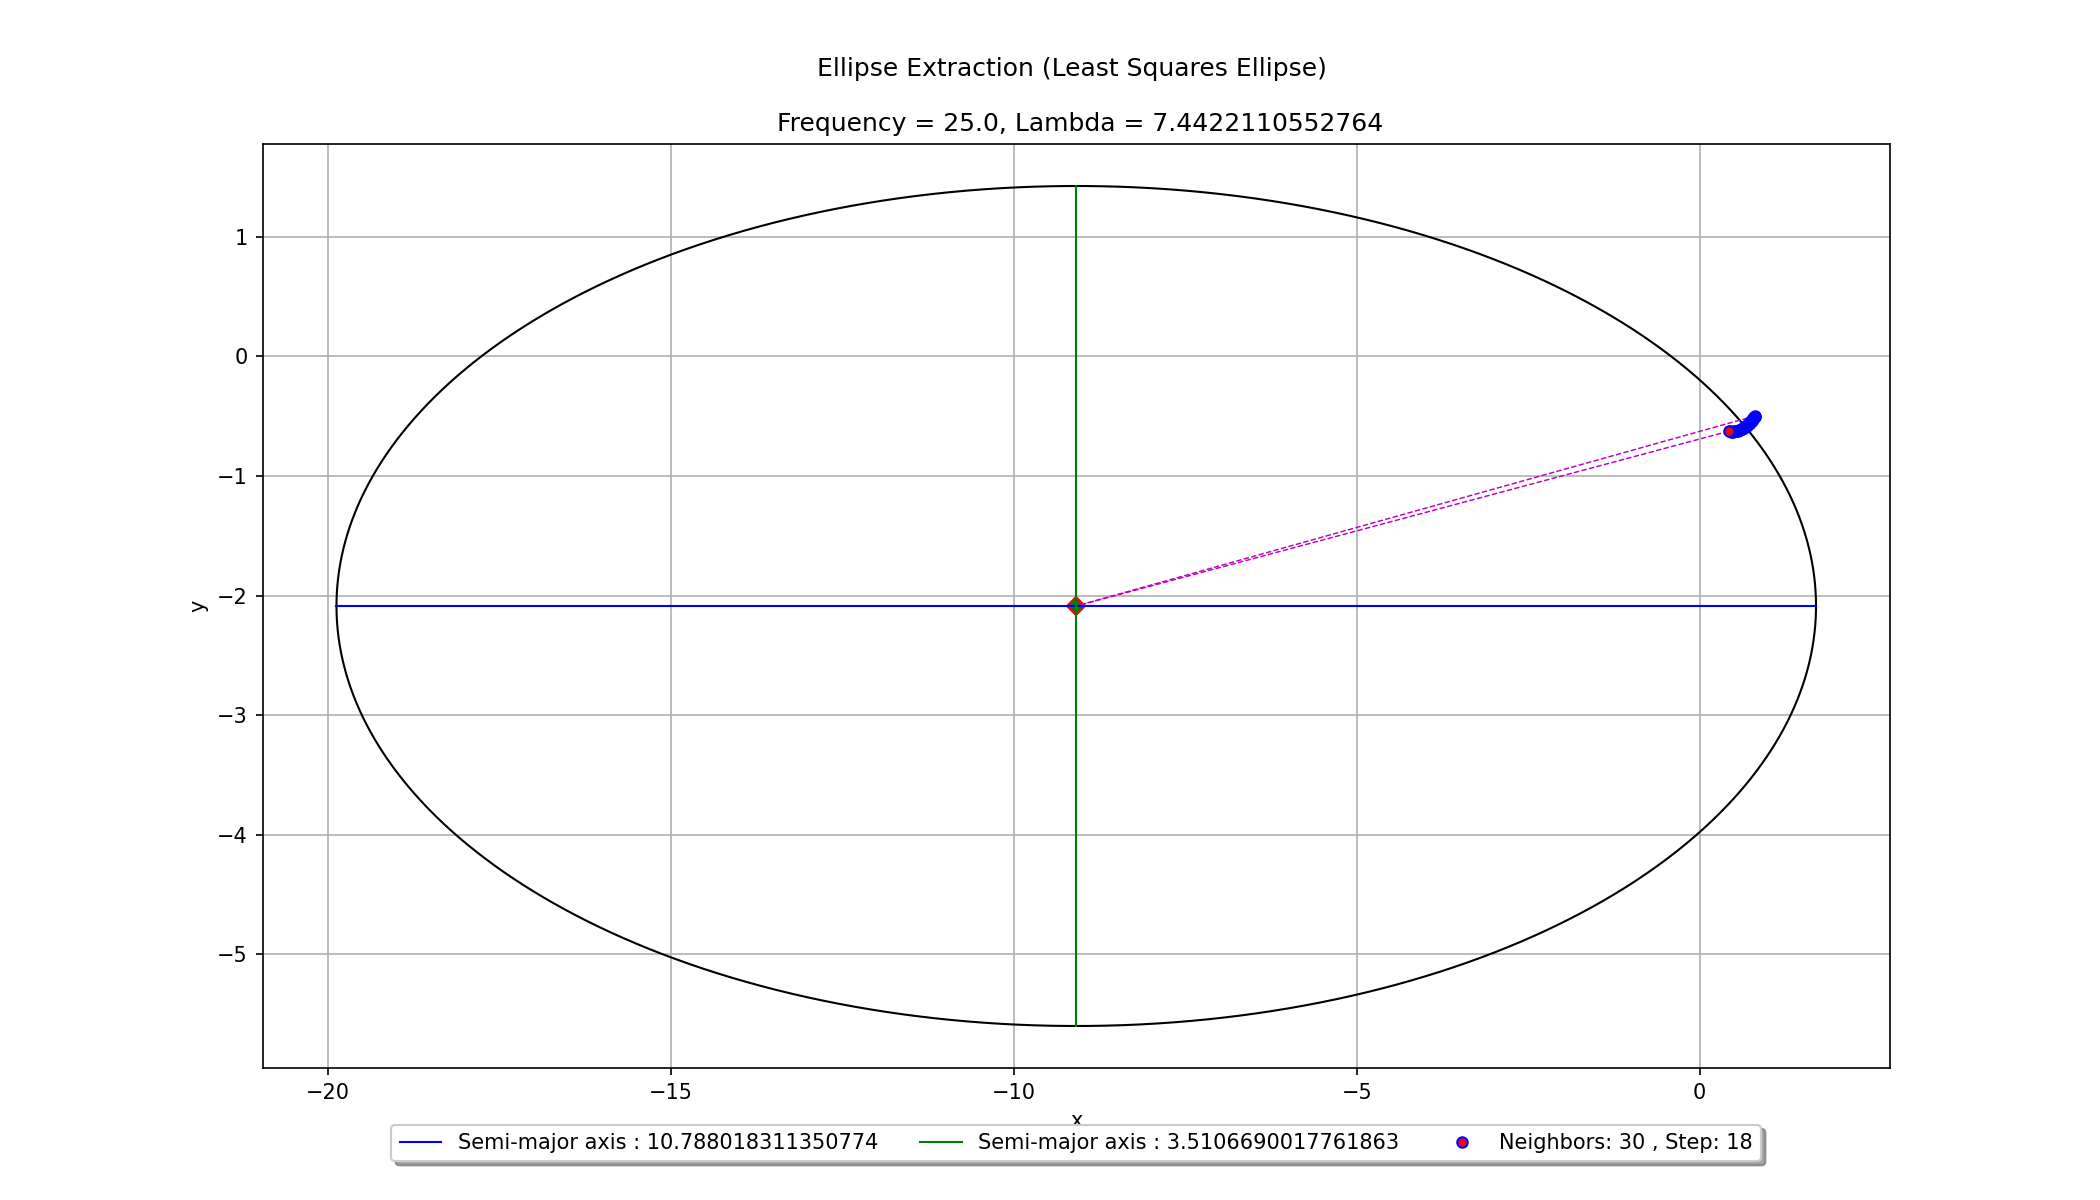 Ellipse Extraction (Least Squares Ellipse)
Frequency = 25.0, Lambda = 7.4422110552764
1
0
−1
−2
−3
−4
−5
y
−20 −15 −10 −5 0
x
Semi-major axis : 10.788018311350774 Semi-major axis : 3.5106690017761863 Neighbors: 30 , Step: 18